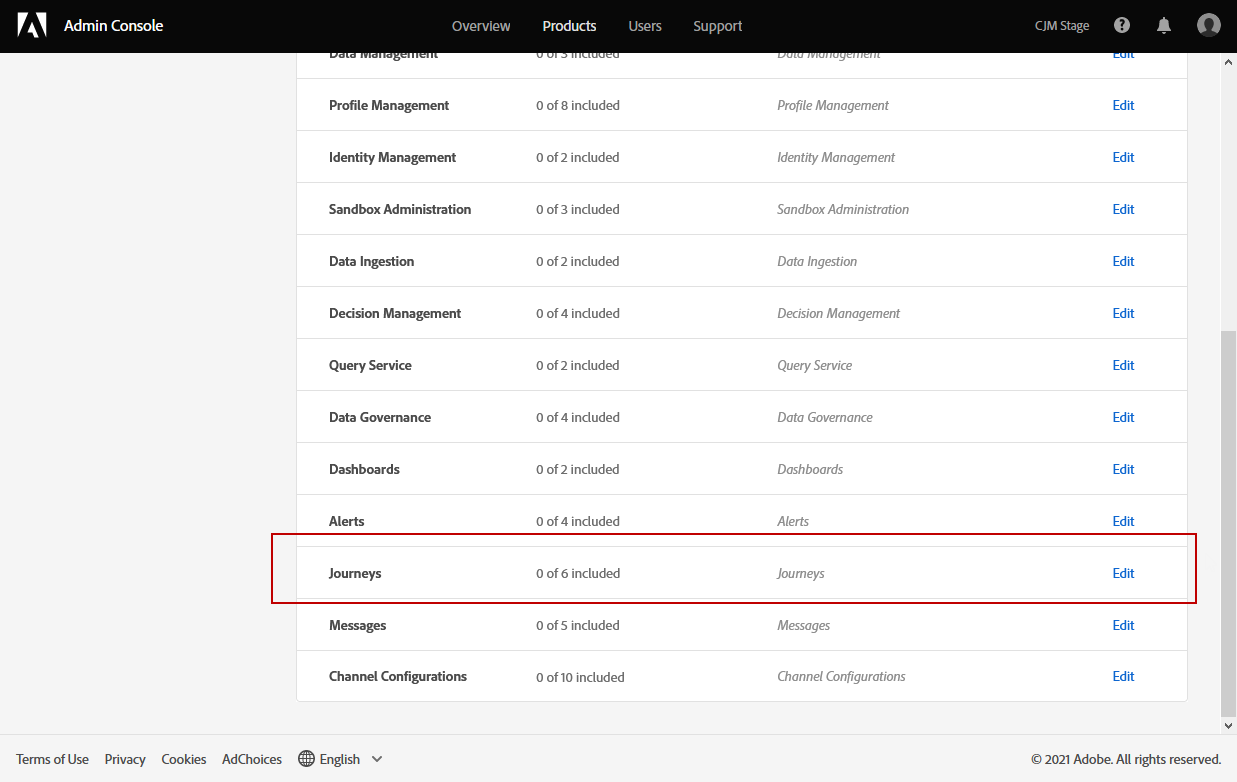 Admin Console Overview Products Users Support CJM Stage
Data Management 0 of 3 included Data Management Edit
Profile Management 0 of 8 included Profile Management Edit
Identity Management 0 of 2 included Identity Management Edit
Sandbox Administration 0 of 3 included Sandbox Administration Edit
Data Ingestion 0 of 2 included Data Ingestion Edit
Decision Management 0 of 4 included Decision Management Edit
Query Service 0 of 2 included Query Service Edit
Data Governance 0 of 4 included Data Governance Edit
Dashboards 0 of 2 included Dashboards Edit
Alerts 0 of 4 included Alerts Edit
Journeys 0 of 6 included Journeys Edit
Messages 0 of 5 included Messages Edit
Channel Configurations 0 of 10 included Channel Configurations Edit
Terms of Use Privacy Cookies AdChoices English © 2021 Adobe. All rights reserved.